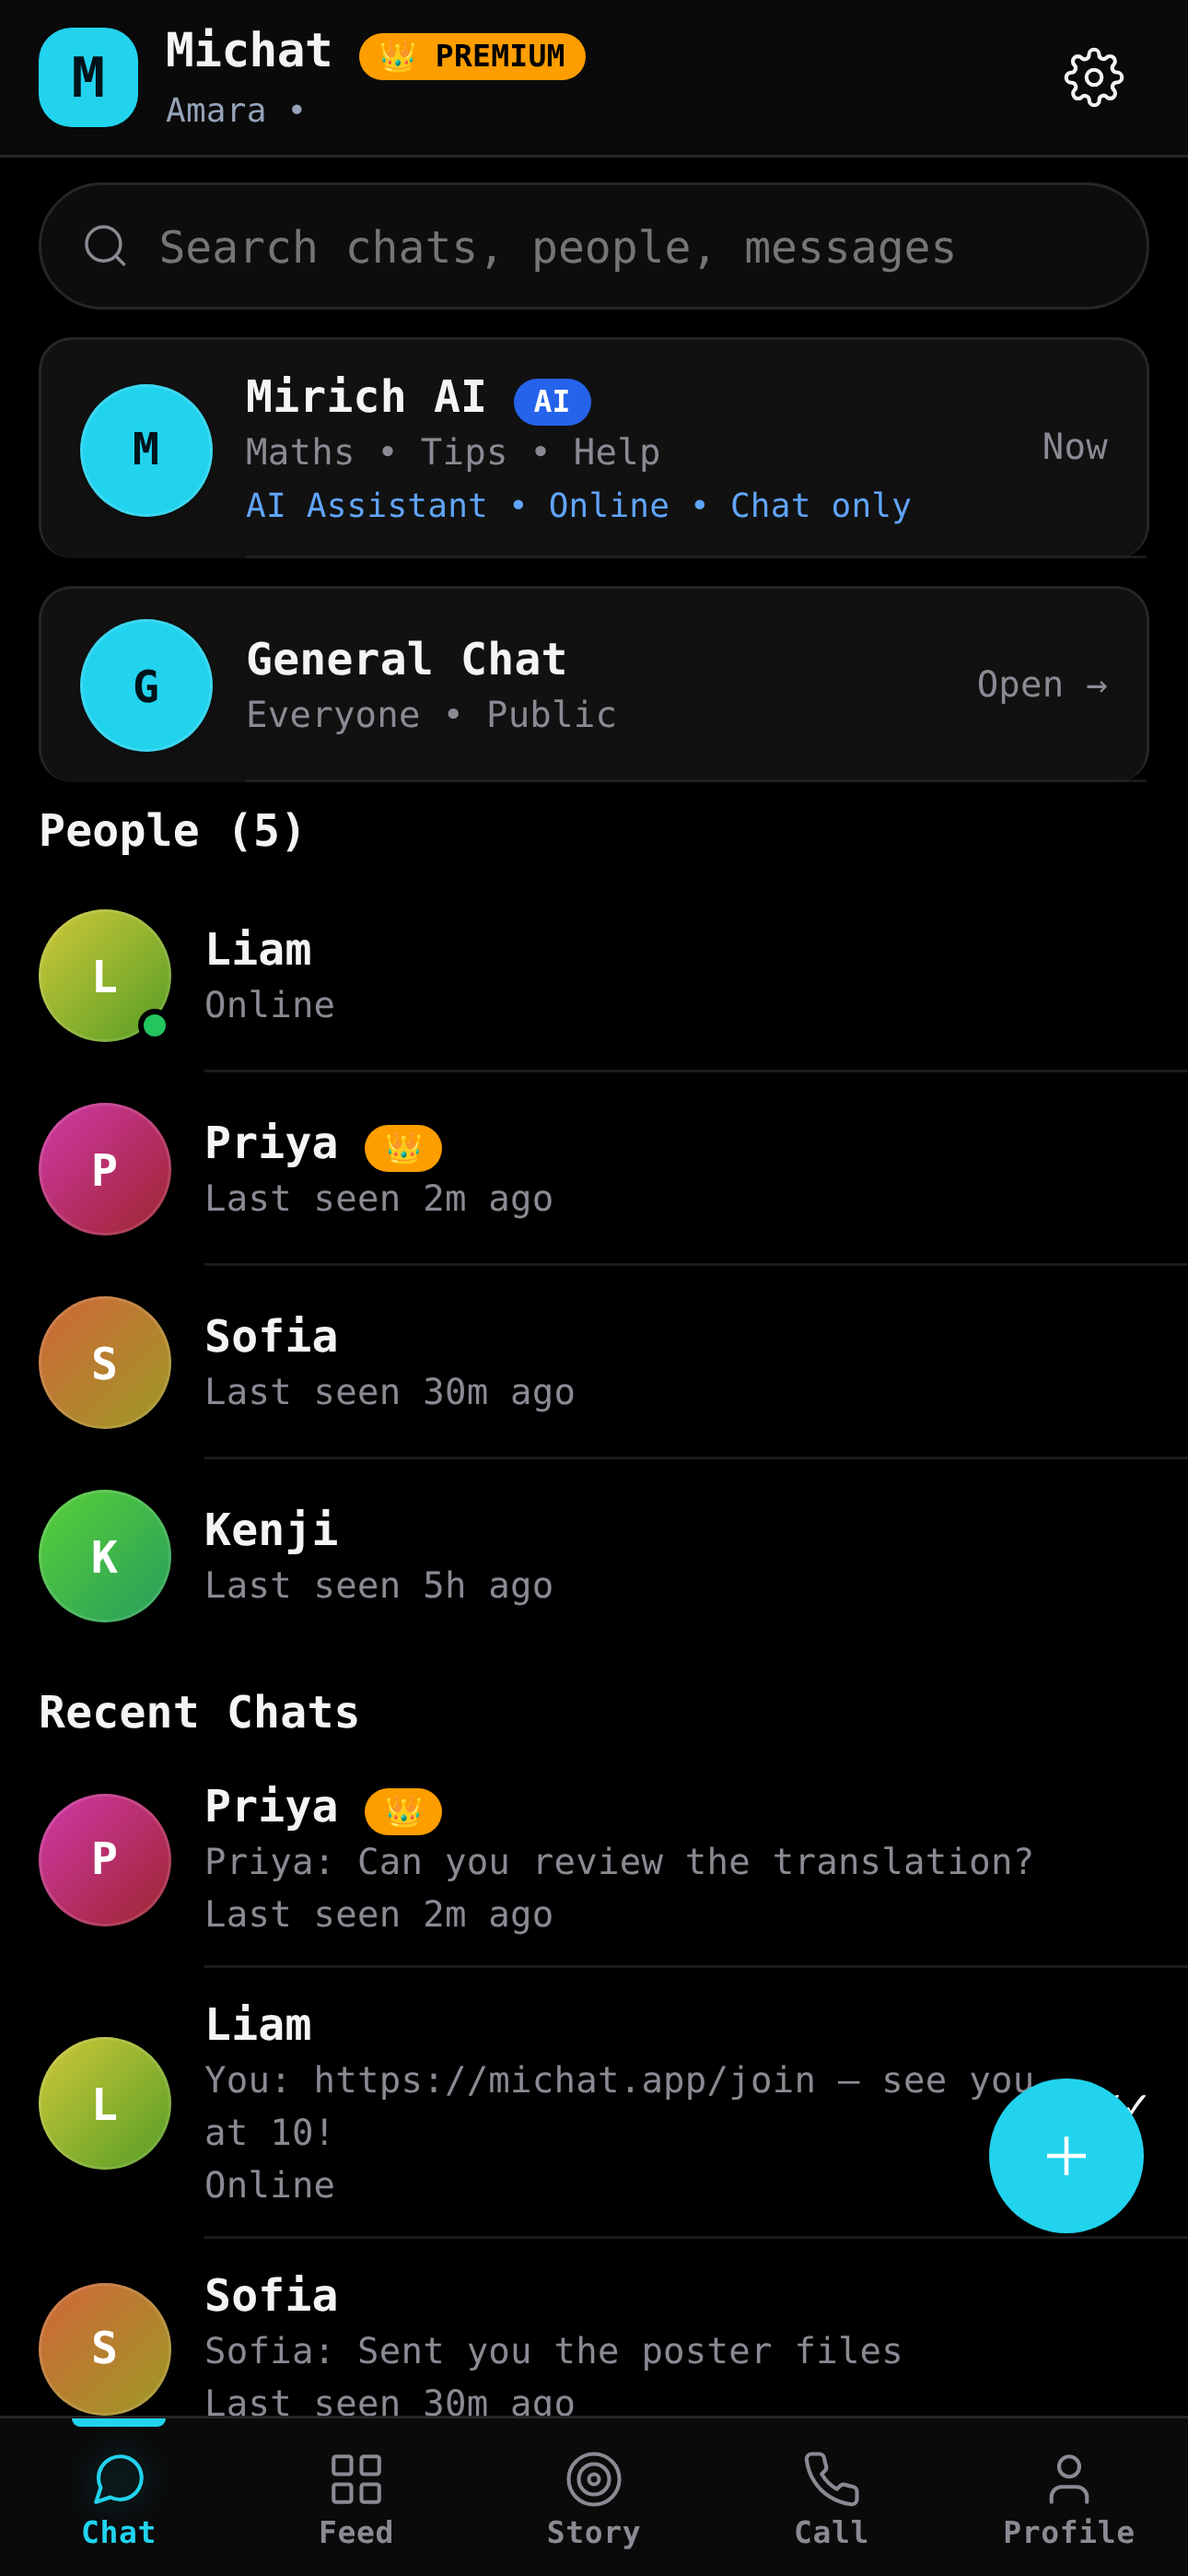 M
Michat 👑 PREMIUM
Amara •
Search chats, people, messages
M
Mirich AI AI
Maths • Tips • Help
AI Assistant • Online • Chat only
Now
G
General Chat
Everyone • Public
Open →
People (5)
L
Liam
Online
P
Priya 👑
Last seen 2m ago
S
Sofia
Last seen 30m ago
K
Kenji
Last seen 5h ago
Recent Chats
P
Priya 👑
Priya: Can you review the translation?
Last seen 2m ago
L
Liam
You: https://michat.app/join — see you
at 10!
Online
S
Sofia
Sofia: Sent you the poster files
Last seen 30m ago
Chat
Feed
Story
Call
Profile